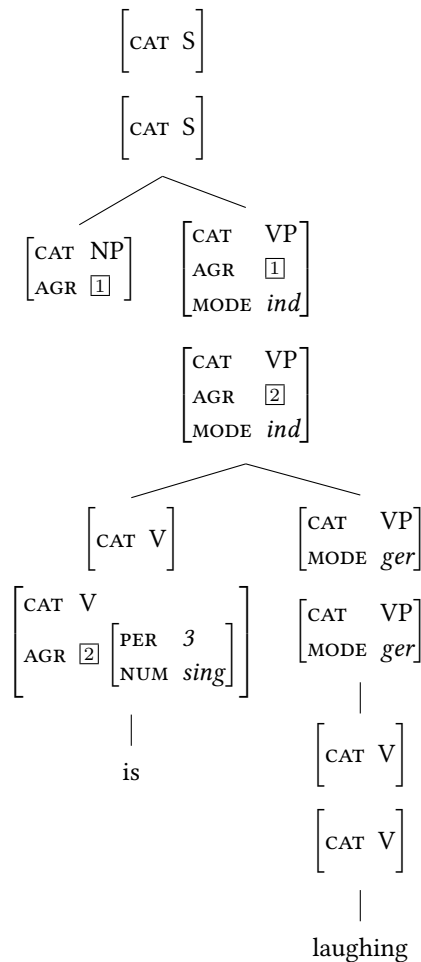 [CAT S]
[CAT S]
[CAT NP
AGR 1]
[CAT VP
AGR 1
MODE ind]
[CAT VP
AGR 2
MODE ind]
[CAT V]
[CAT VP
MODE ger]
[CAT V
AGR 2 [PER 3
NUM sing]]
[CAT VP
MODE ger]
is
[CAT V]
[CAT V]
laughing